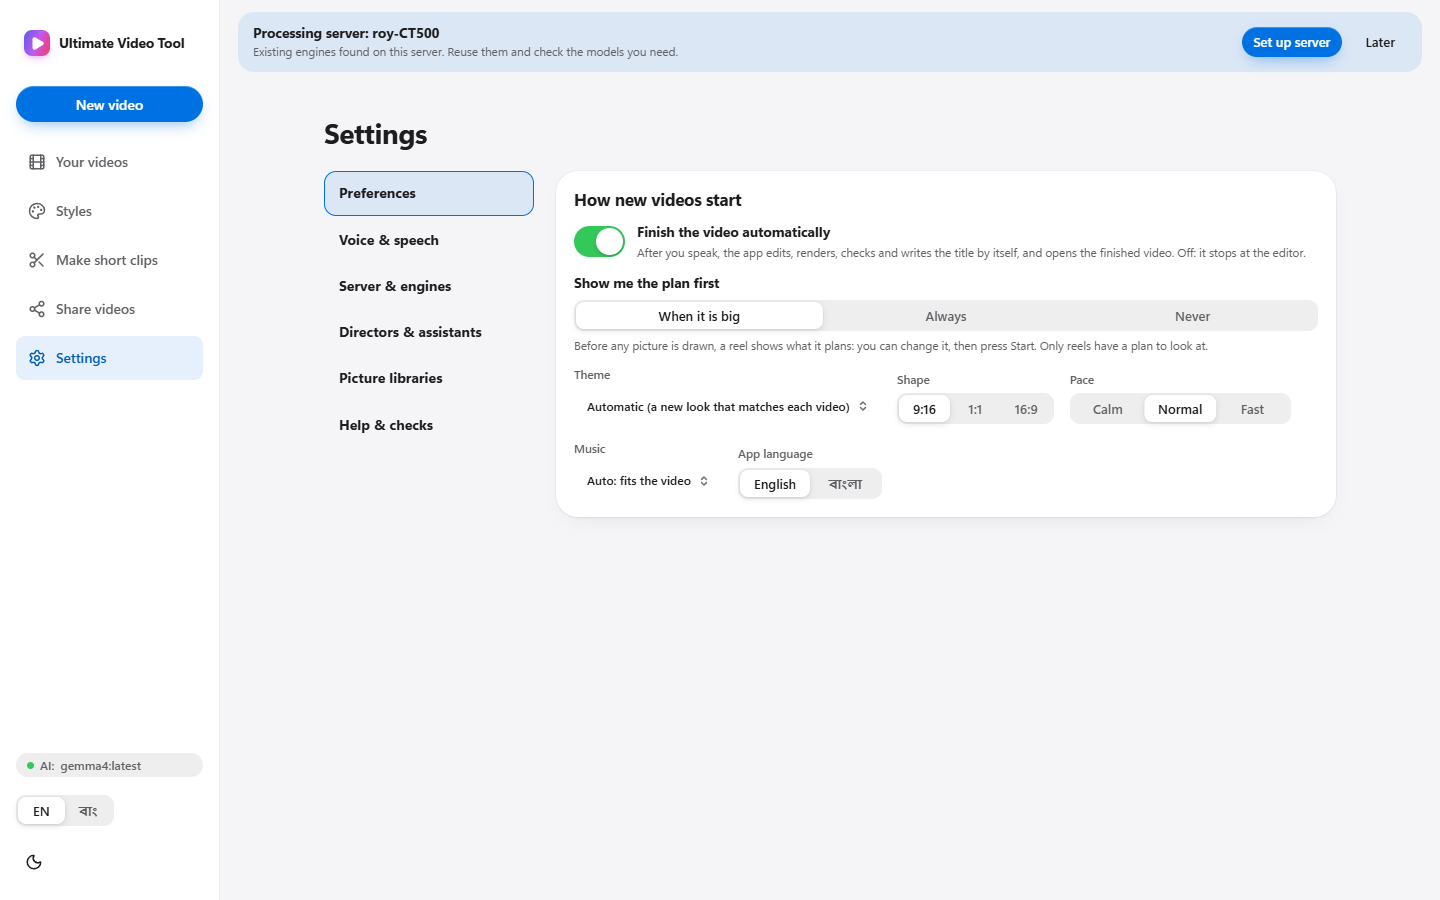 Ultimate Video Tool
New video
Your videos
Styles
Make short clips
Share videos
Settings
AI: gemma4:latest
EN
বাং
Processing server: roy-CT500
Existing engines found on this server. Reuse them and check the models you need.
Set up server
Later
Settings
Preferences
Voice & speech
Server & engines
Directors & assistants
Picture libraries
Help & checks
How new videos start
Finish the video automatically
After you speak, the app edits, renders, checks and writes the title by itself, and opens the finished video. Off: it stops at the editor.
Show me the plan first
When it is big
Always
Never
Before any picture is drawn, a reel shows what it plans: you can change it, then press Start. Only reels have a plan to look at.
Theme
Automatic (a new look that matches each video)
Shape
9:16
1:1
16:9
Pace
Calm
Normal
Fast
Music
Auto: fits the video
App language
English
বাংলা